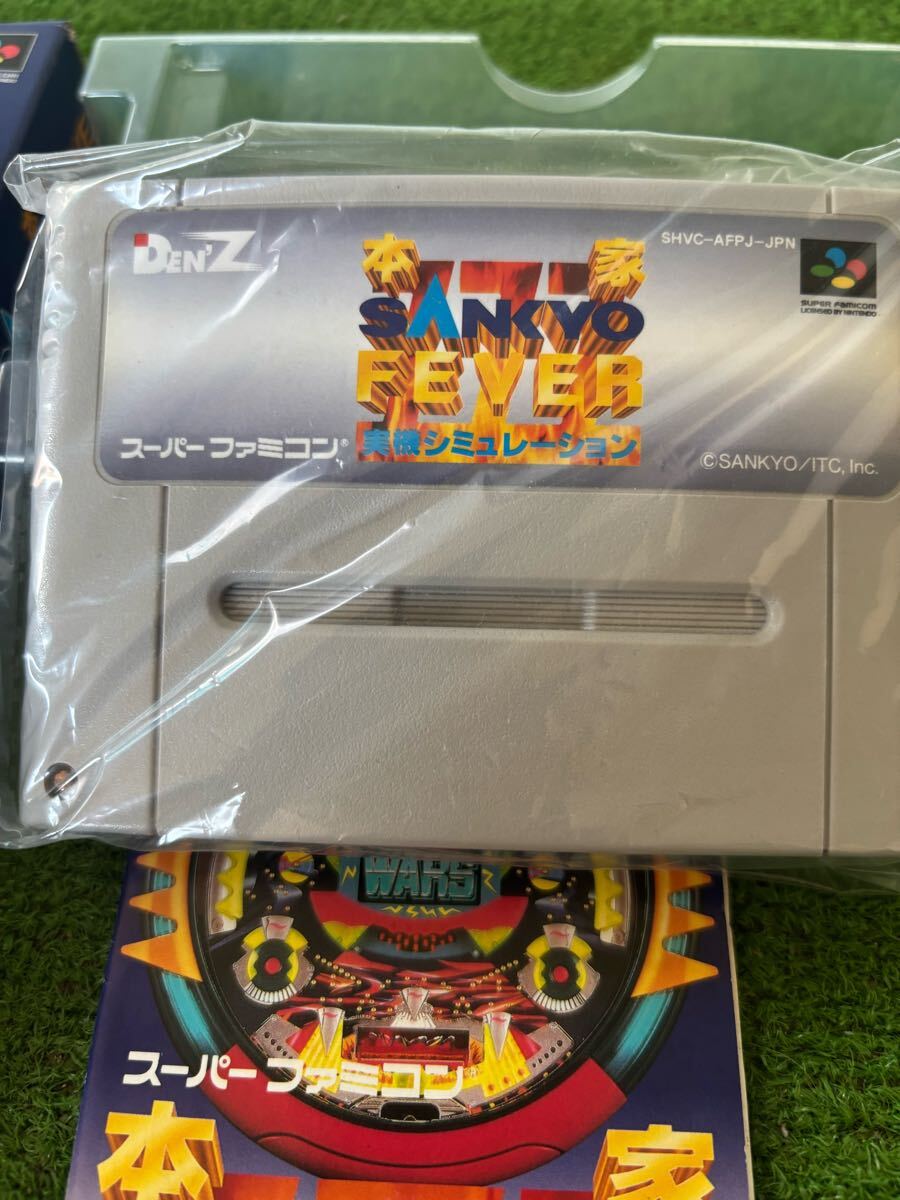 DEN'Z
本家
SANKYO
FEVER
実機シミュレーション
SHVC-AFPJ-JPN
SUPER FAMICOM
LICENSED BY NINTENDO
スーパーファミコン®
©SANKYO/ITC, Inc.
WARS
スーパーファミコン
本家